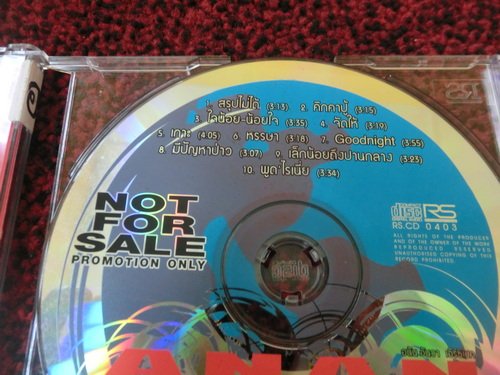 1. สรุปไม่ได้ (3:13) 2. คิกคาปู้ (3:15)
3. ใจน้อย-น้อยใจ (3:35) 4. วัดให้ (3:19)
5. เกาะ (4:05) 6. หรรษา (3:18) 7. Goodnight (3:55)
8. มีปัญหาป่าว (3:07) 9. เล็กน้อยถึงปานกลาง (3:23)
10. พูดไรเนี่ย (3:34)
NOT
FOR
SALE
PROMOTION ONLY
disc RS
RS.CD 0403
ALL RIGHTS OF THE PRODUCER
AND OF THE OWNER OF THE WORK
REPRODUCED RESERVED
UNAUTHORISED COPYING OF THIS
RECORD PROHIBITED.